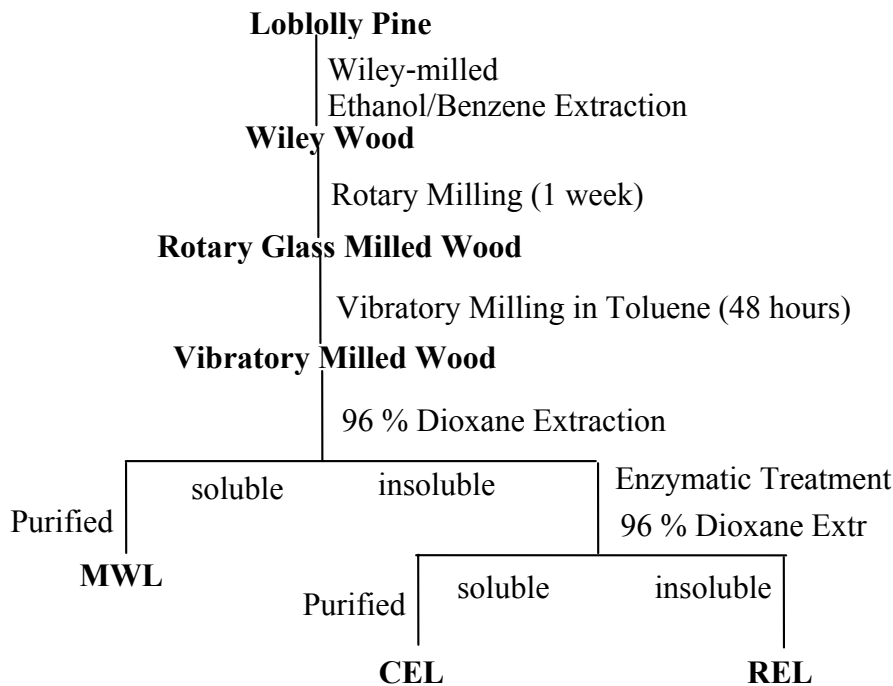 Loblolly Pine
Wiley-milled
Ethanol/Benzene Extraction
Wiley Wood
Rotary Milling (1 week)
Rotary Glass Milled Wood
Vibratory Milling in Toluene (48 hours)
Vibratory Milled Wood
96 % Dioxane Extraction
soluble
insoluble
Enzymatic Treatment
96 % Dioxane Extr
Purified
MWL
soluble
insoluble
Purified
CEL
REL